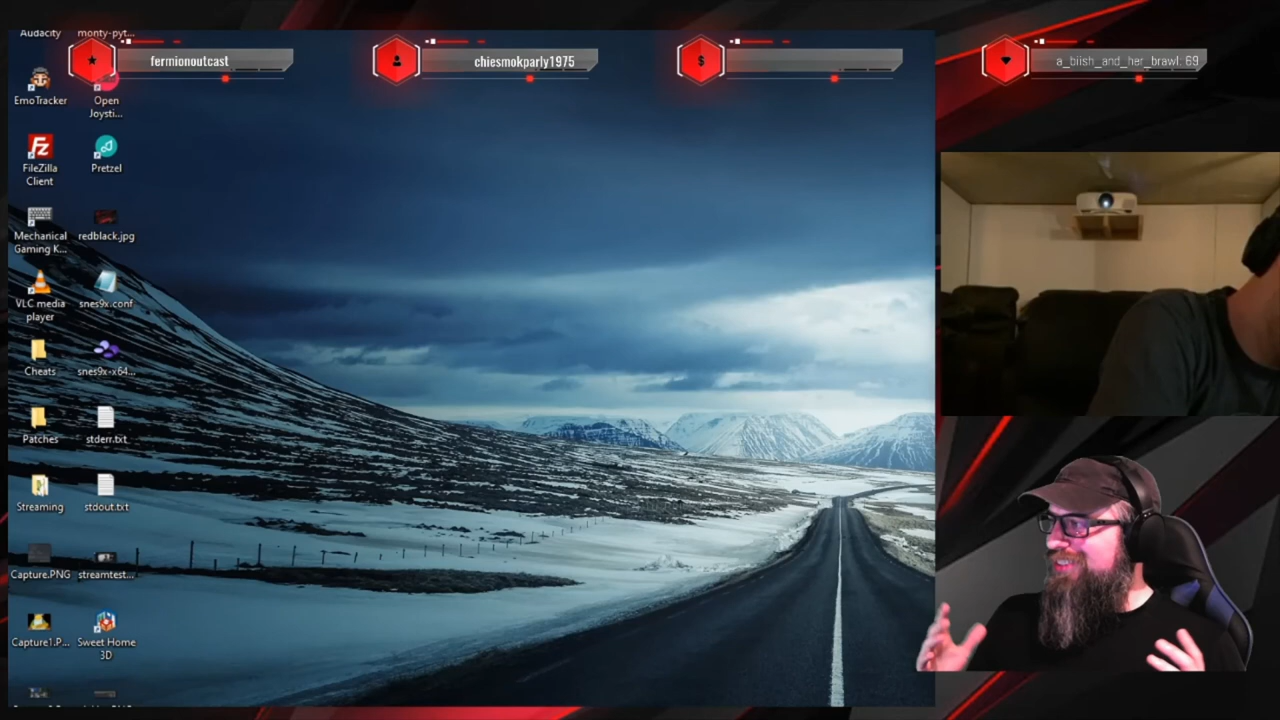 Audacity
monty-pyt...
fermionoutcast
chiesmokparly1975
$
a_biish_and_her_brawl: 69
EmoTracker
Open
Joysti...
FileZilla
Client
Pretzel
Mechanical
Gaming K...
redblack.jpg
VLC media
player
snes9x.conf
Cheats
snes9x-x64...
Patches
stderr.txt
Streaming
stdout.txt
Capture.PNG
streamtest...
Capture1.P...
Sweet Home
3D